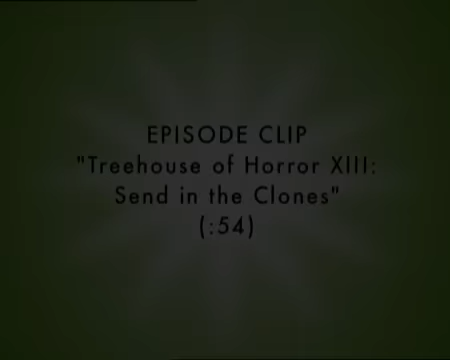 EPISODE CLIP
"Treehouse of Horror XIII:
Send in the Clones"
(:54)